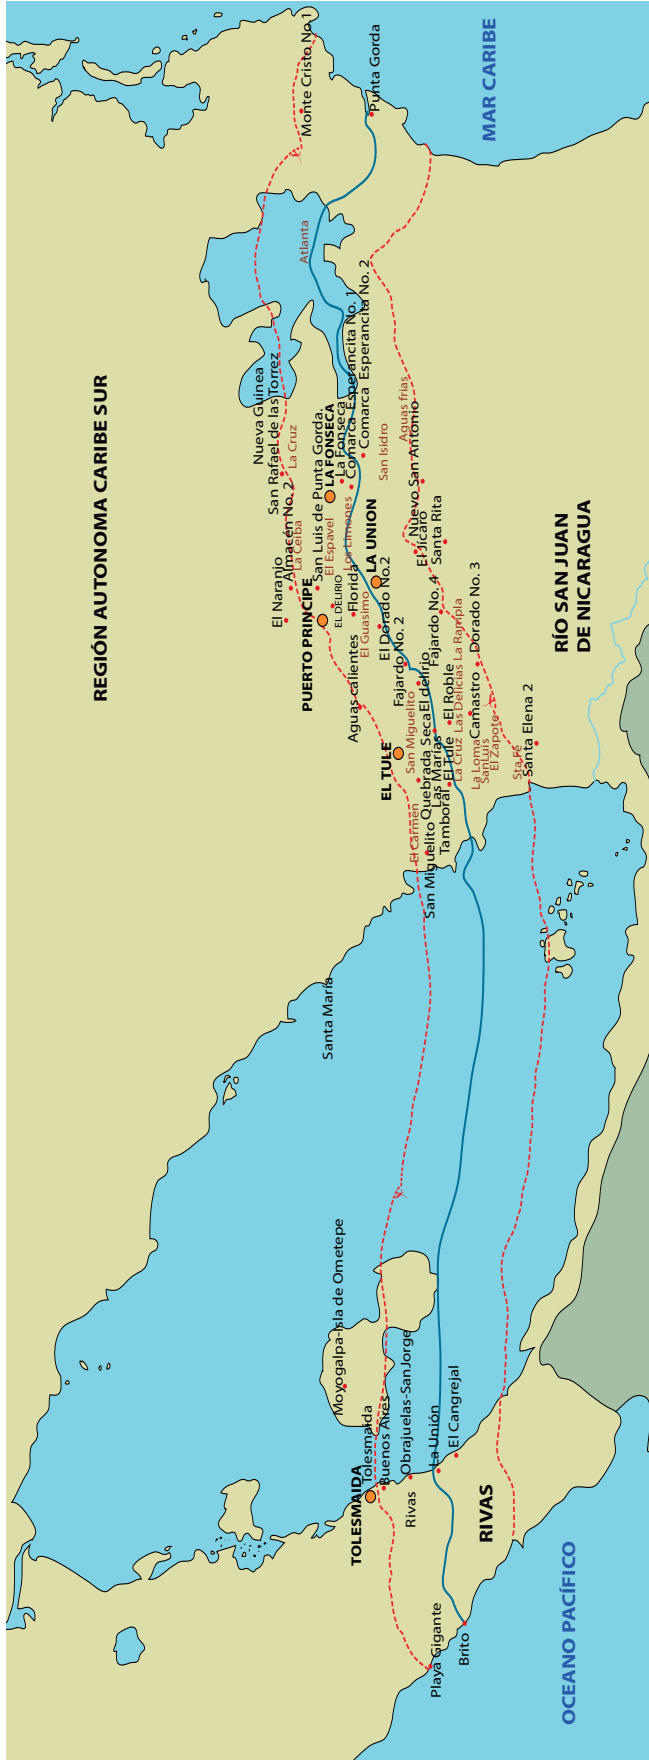 REGIÓN AUTONOMA CARIBE SUR
MAR CARIBE
OCEANO PACÍFICO
RÍO SAN JUAN
DE NICARAGUA
RIVAS
Playa Gigante
Brito
TOLESMAIDA
Tolesmaida
Buenos Aires
Rivas
Obrajuelas-SanJorge
La Unión
El Cangrejal
Moyogalpa-Isla de Ometepe
Santa María
San Miguelito
El Carmen
Tamboral
Quebrada Seca
Las Marías
El Tule
EL TULE
San Miguelito
El delirio
El Roble
La Cruz
Las Delicias
La Rampla
La Loma
SanLuis
El Zapote
Sta Fé
Santa Elena 2
Camastro
Dorado No. 3
Aguas calientes
Fajardo No. 2
Fajardo No. 4
El Dorado No.2
El Guasimo
Florida
EL DELIRIO
PUERTO PRINCIPE
El Naranjo
Almacén No. 2
La Ceiba
San Luis de Punta Gorda
El Espavel
Los Limones
LA UNION
El Jícaro
Santa Rita
Nuevo San Antonio
Aguas frias
San Isidro
LA FONSECA
La Fonseca
Comarca Esperancita No. 1
Comarca Esperancita No. 2
Nueva Guinea
San Rafael de las Torrez
La Cruz
Atlanta
Monte Cristo No.1
Punta Gorda